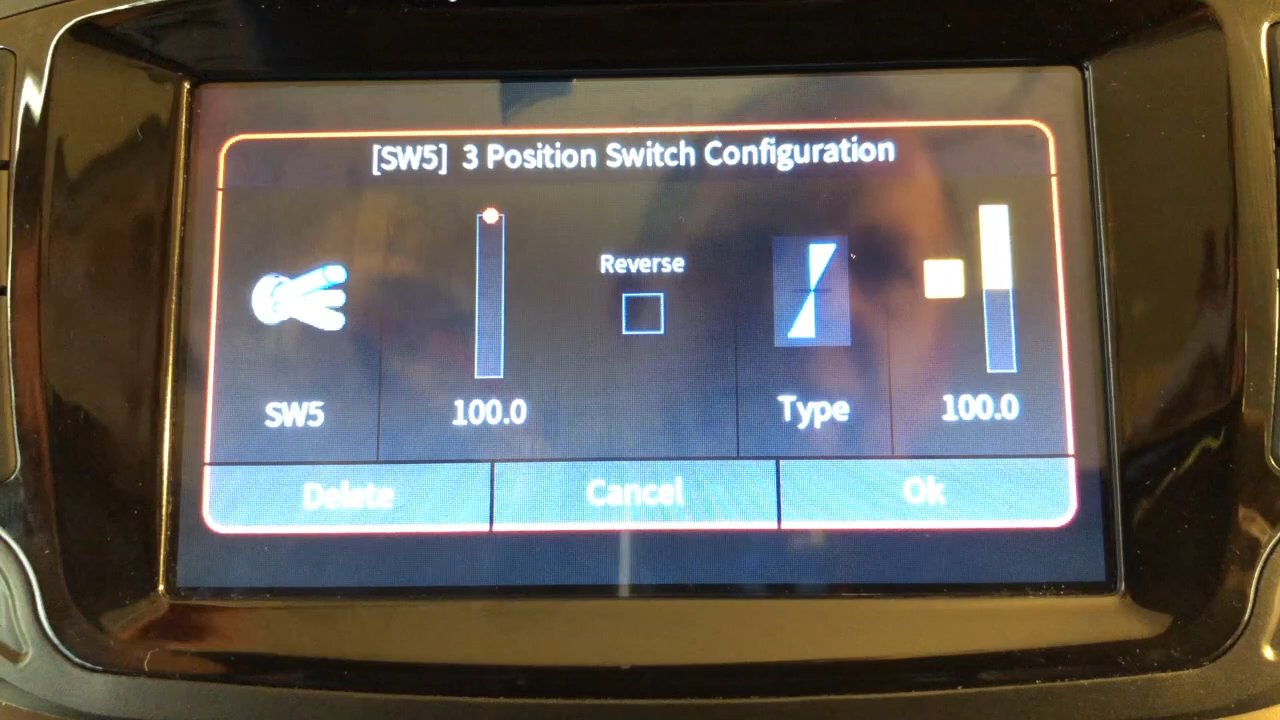 [SW5] 3 Position Switch Configuration
Reverse
SW5
100.0
Type
100.0
Delete
Cancel
Ok